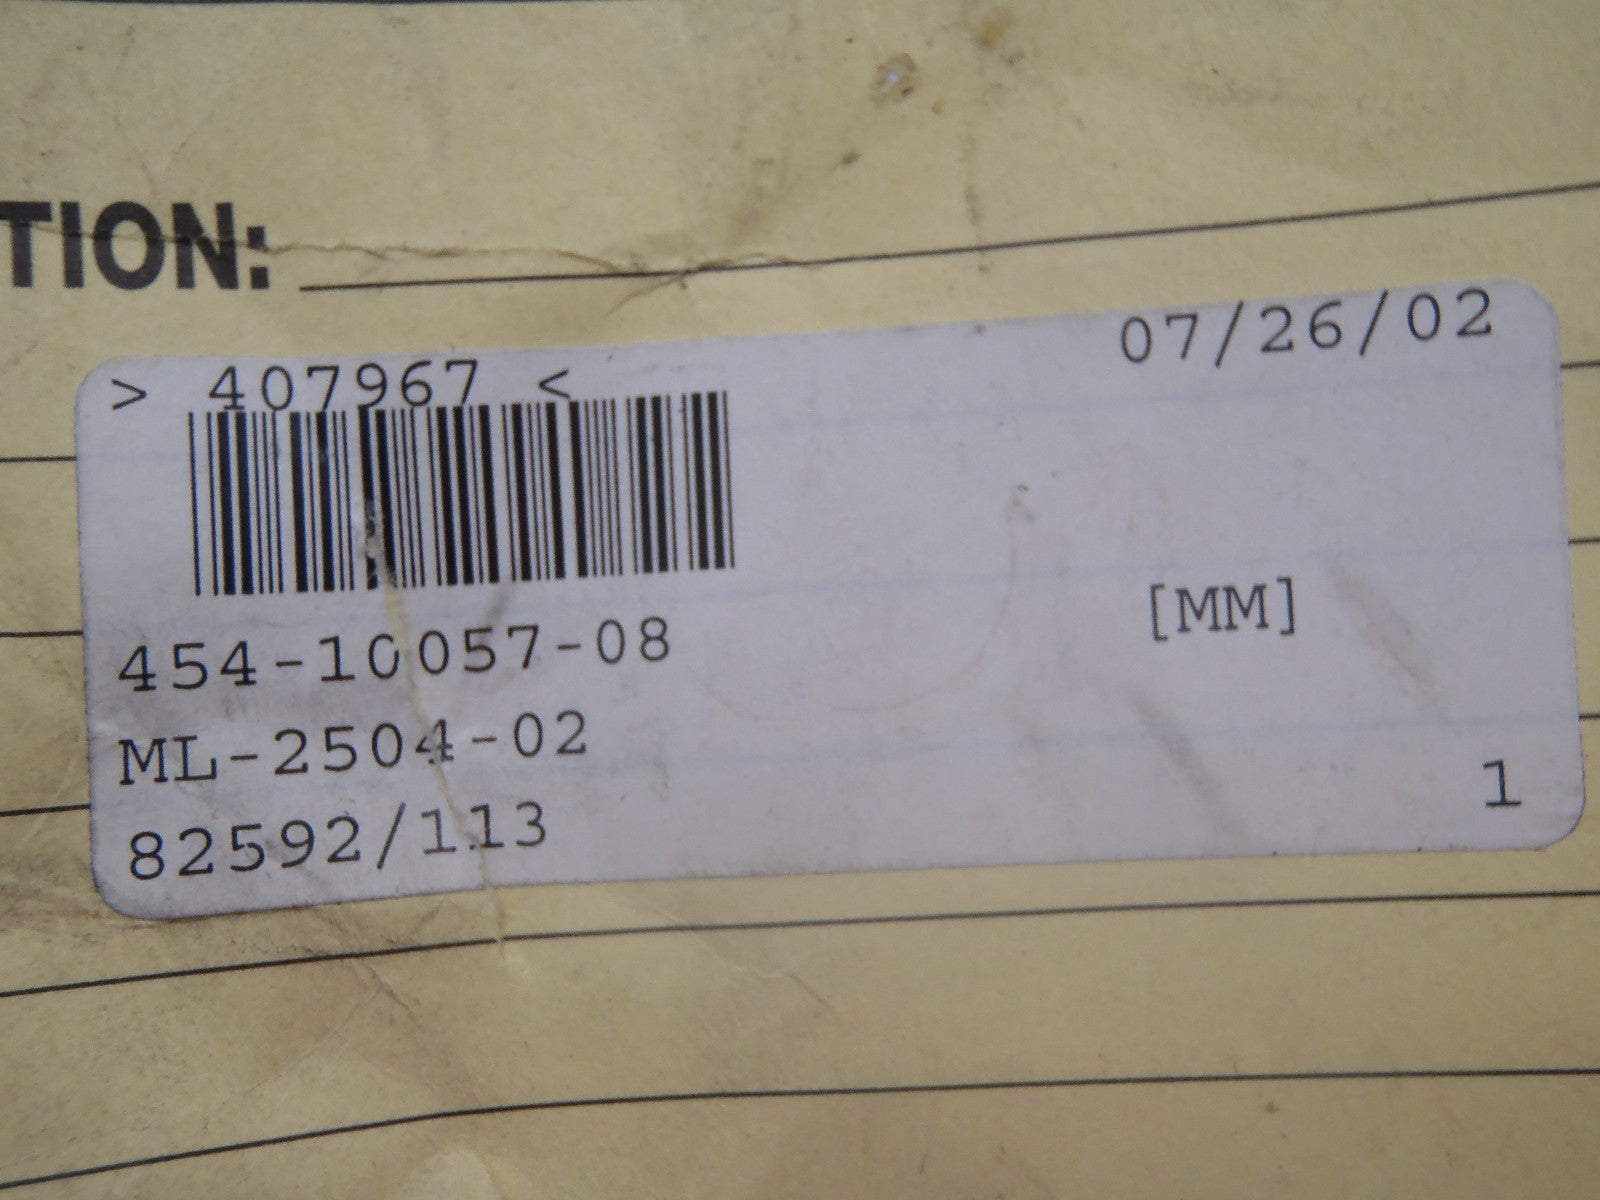 TION:
> 407967 < 07/26/02
454-10057-08 [MM]
ML-2504-02
82592/113 1